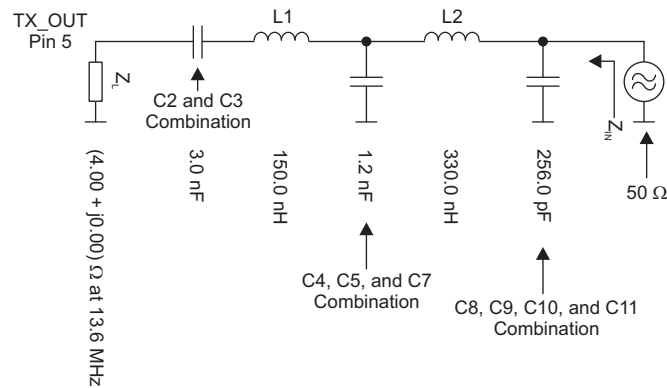 TX_OUT
Pin 5
L1
L2
Z_L
C2 and C3
Combination
Z_IN
50 Ω
(4.00 + j0.00) Ω at 13.6 MHz
3.0 nF
150.0 nH
1.2 nF
330.0 nH
256.0 pF
C4, C5, and C7
Combination
C8, C9, C10, and C11
Combination